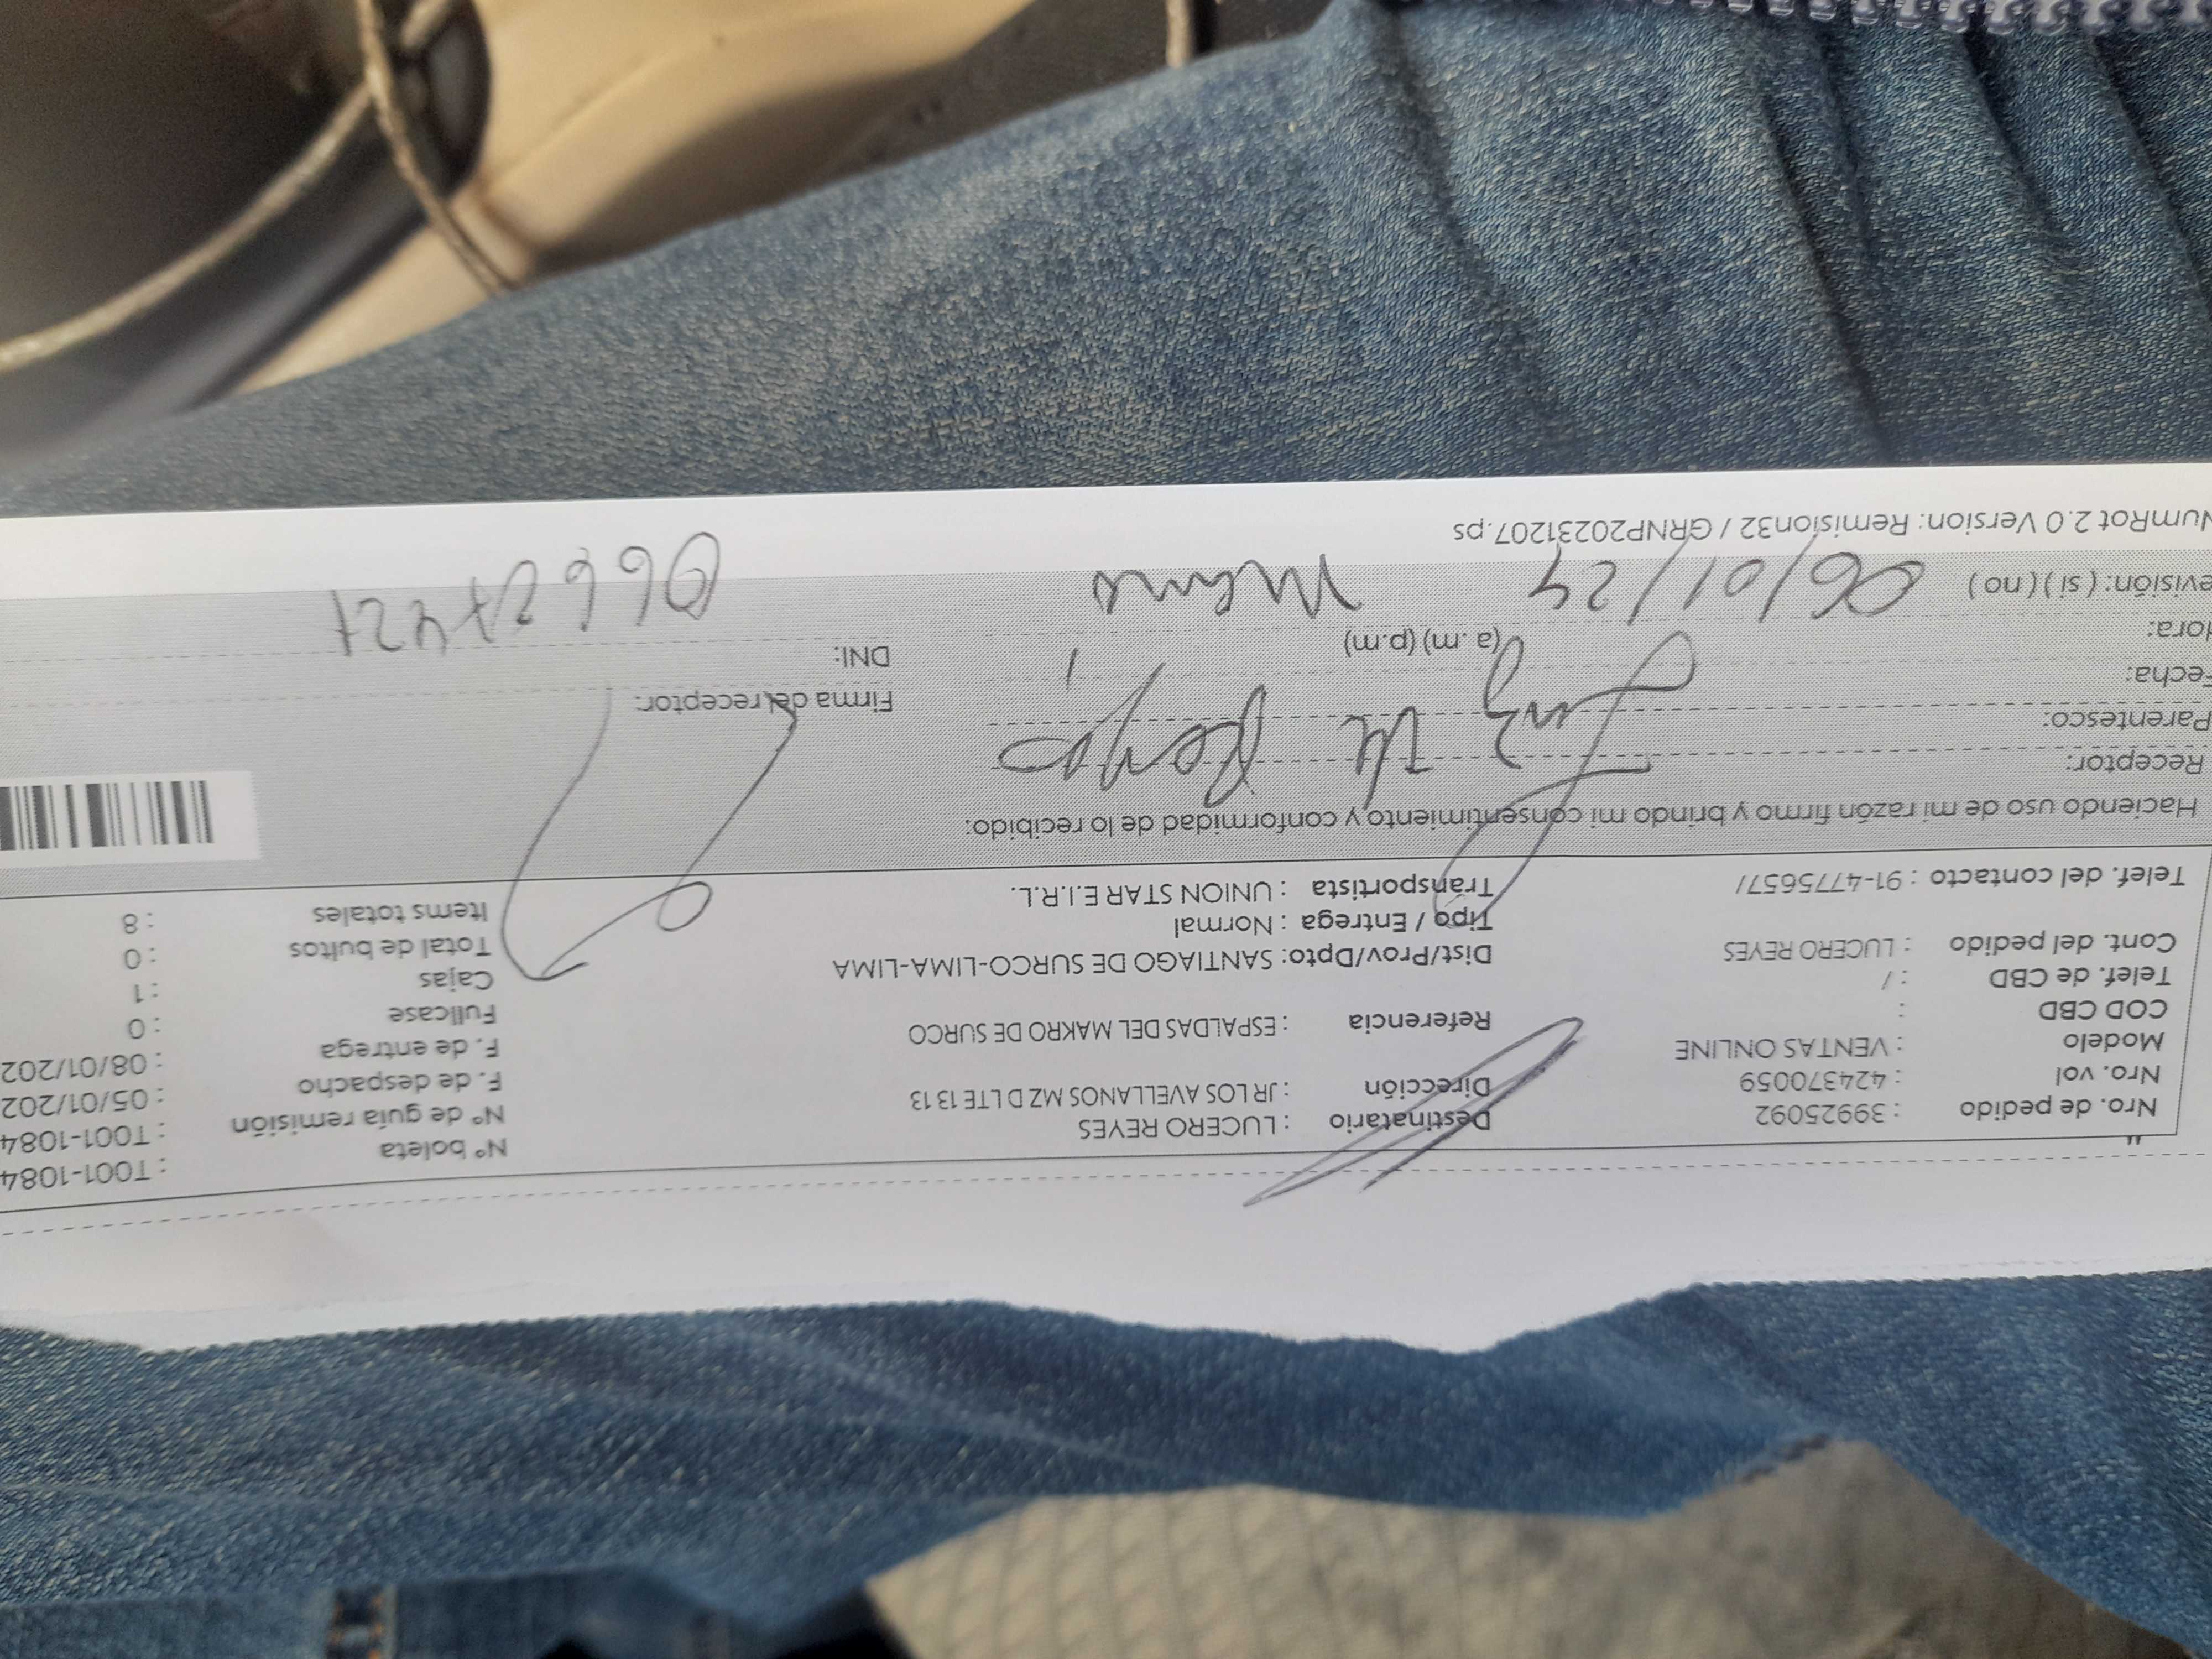 Nro. de pedido : 39925092
Nro. vol : 424370059
Modelo : VENTAS ONLINE
COD CBD :
Telef. de CBD : /
Cont. del pedido : LUCERO REYES
Telef. del contacto : 91-4775657/
Destinatario : LUCERO REYES
Dirección : JR LOS AVELLANOS MZ D LTE 13 13
Referencia : ESPALDAS DEL MAKRO DE SURCO
Dist/Prov/Dpto: SANTIAGO DE SURCO-LIMA-LIMA
Tipo / Entrega : Normal
Transportista : UNION STAR E.I.R.L.
N° boleta : T001-1084
N° de guía remisión : T001-1084
F. de despacho : 05/01/202
F. de entrega : 08/01/202
Fullcase : 0
Cajas : 1
Total de bultos : 0
Items totales : 8
Haciendo uso de mi razón firmo y brindo mi consentimiento y conformidad de lo recibido:
Receptor:
Parentesco:
Fecha:
ora:
(a.m) (p.m)
evisión: ( si ) ( no )
06/01/24
Firma del receptor:
DNI:
NumRot 2.0 Version: Remision32 / GRNP20231207.ps